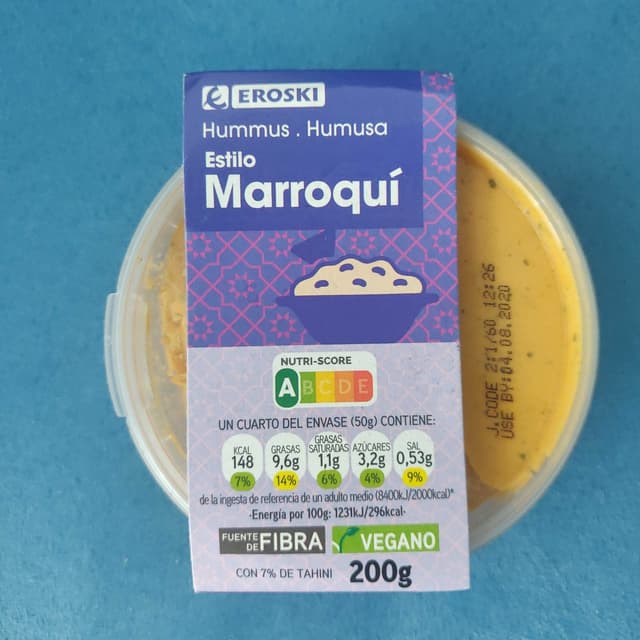 EROSKI
Hummus . Humusa
Estilo
Marroquí
NUTRI-SCORE
A B C D E
UN CUARTO DEL ENVASE (50g) CONTIENE:
KCAL 148 7%
GRASAS 9,6g 14%
GRASAS SATURADAS 1,1g 6%
AZÚCARES 3,2g 4%
SAL 0,53g 9%
de la ingesta de referencia de un adulto medio (8400kJ/2000kcal)*
·Energía por 100g: 1231kJ/296kcal·
FUENTE DE FIBRA
VEGANO
CON 7% DE TAHINI 200g
J.CODE 211/60 12:26
USE BY:04.08.2020